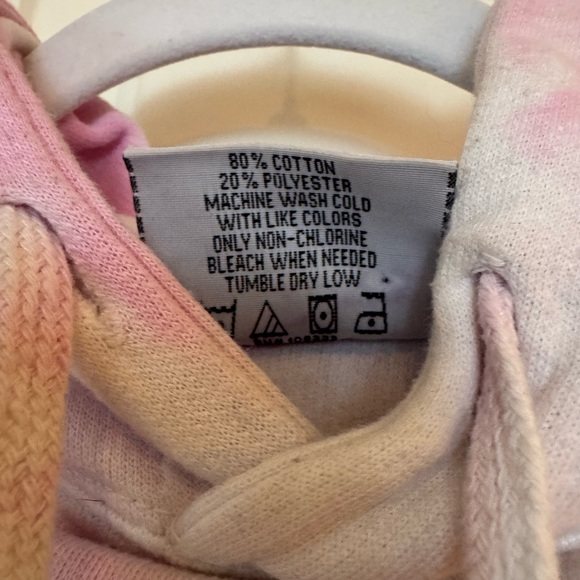 80% COTTON
20% POLYESTER
MACHINE WASH COLD
WITH LIKE COLORS
ONLY NON-CHLORINE
BLEACH WHEN NEEDED
TUMBLE DRY LOW